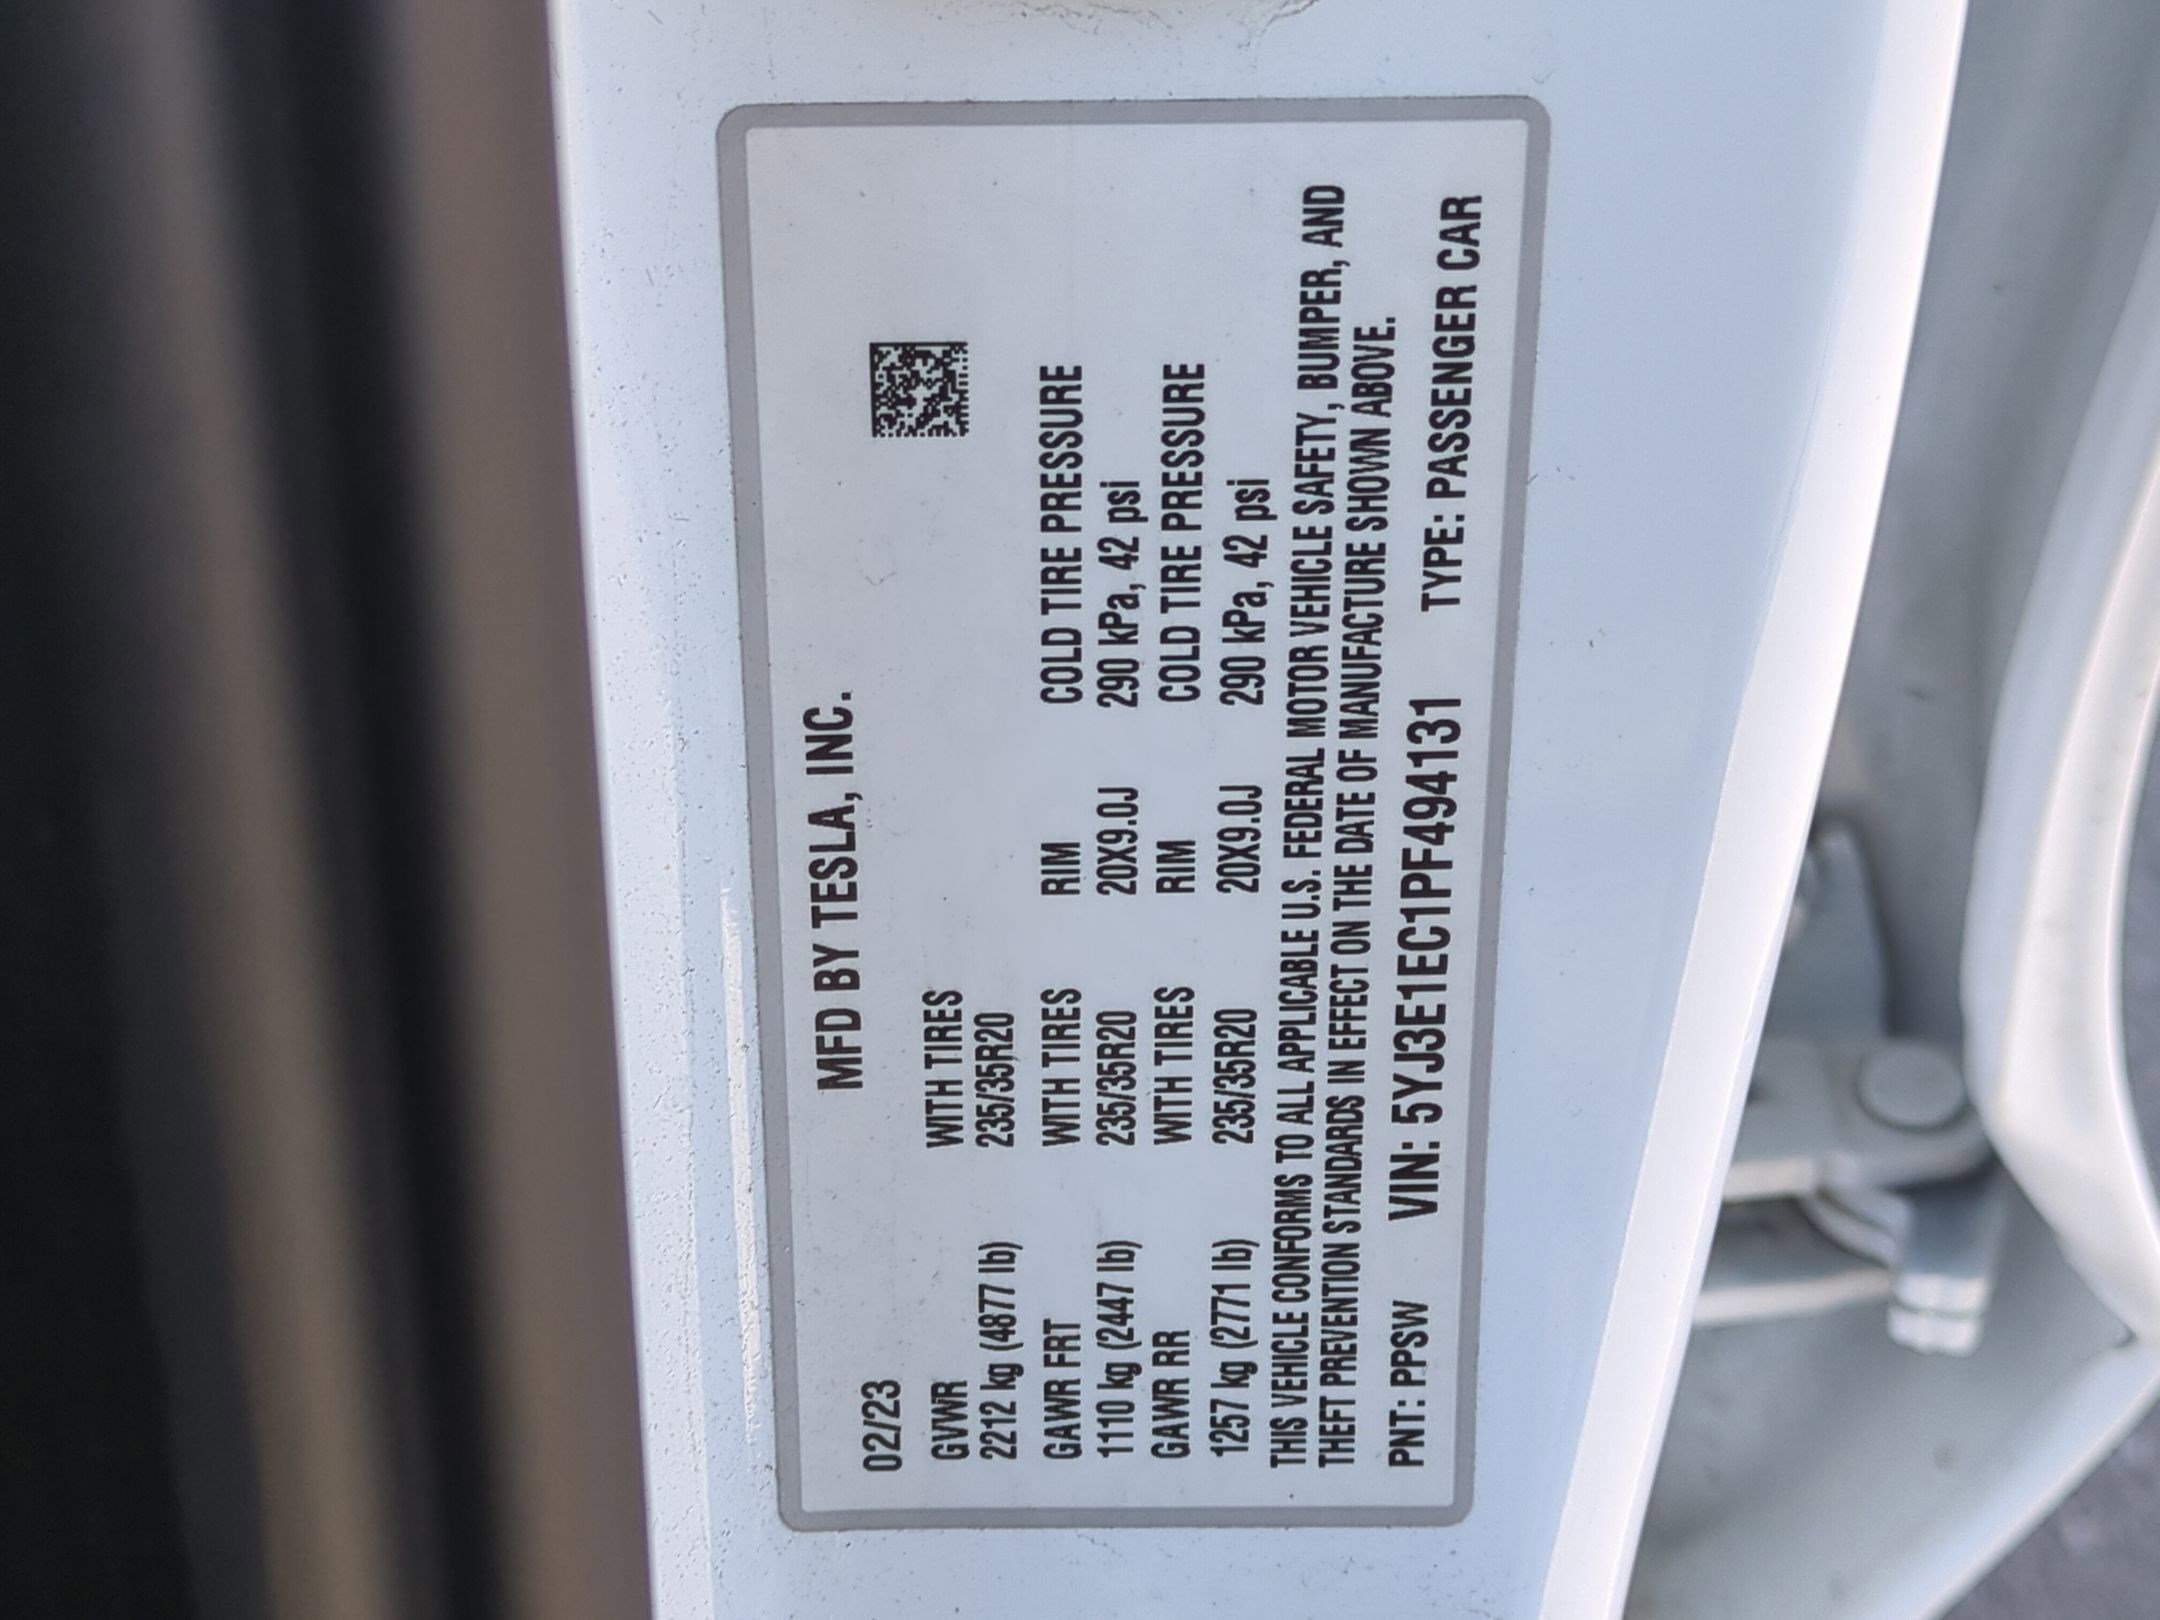 MFD BY TESLA, INC.
02/23
GVWR WITH TIRES
2212 kg (4877 lb) 235/35R20
GAWR FRT WITH TIRES RIM COLD TIRE PRESSURE
1110 kg (2447 lb) 235/35R20 20X9.0J 290 kPa, 42 psi
GAWR RR WITH TIRES RIM COLD TIRE PRESSURE
1257 kg (2771 lb) 235/35R20 20X9.0J 290 kPa, 42 psi
THIS VEHICLE CONFORMS TO ALL APPLICABLE U.S. FEDERAL MOTOR VEHICLE SAFETY, BUMPER, AND
THEFT PREVENTION STANDARDS IN EFFECT ON THE DATE OF MANUFACTURE SHOWN ABOVE.
PNT: PPSW VIN: 5YJ3E1EC1PF494131 TYPE: PASSENGER CAR